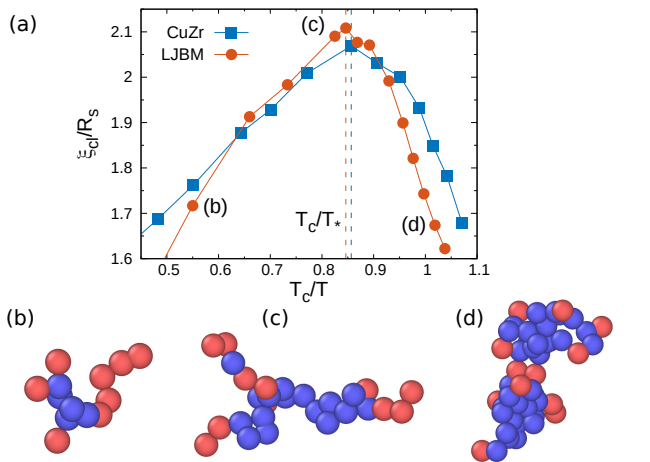 (a)
CuZr
LJBM
(c)
2.1
2
1.9
1.8
1.7
1.6
ξcl/Rs
(b)
(d)
Tc/T*
0.5 0.6 0.7 0.8 0.9 1 1.1
Tc/T
(b) (c) (d)